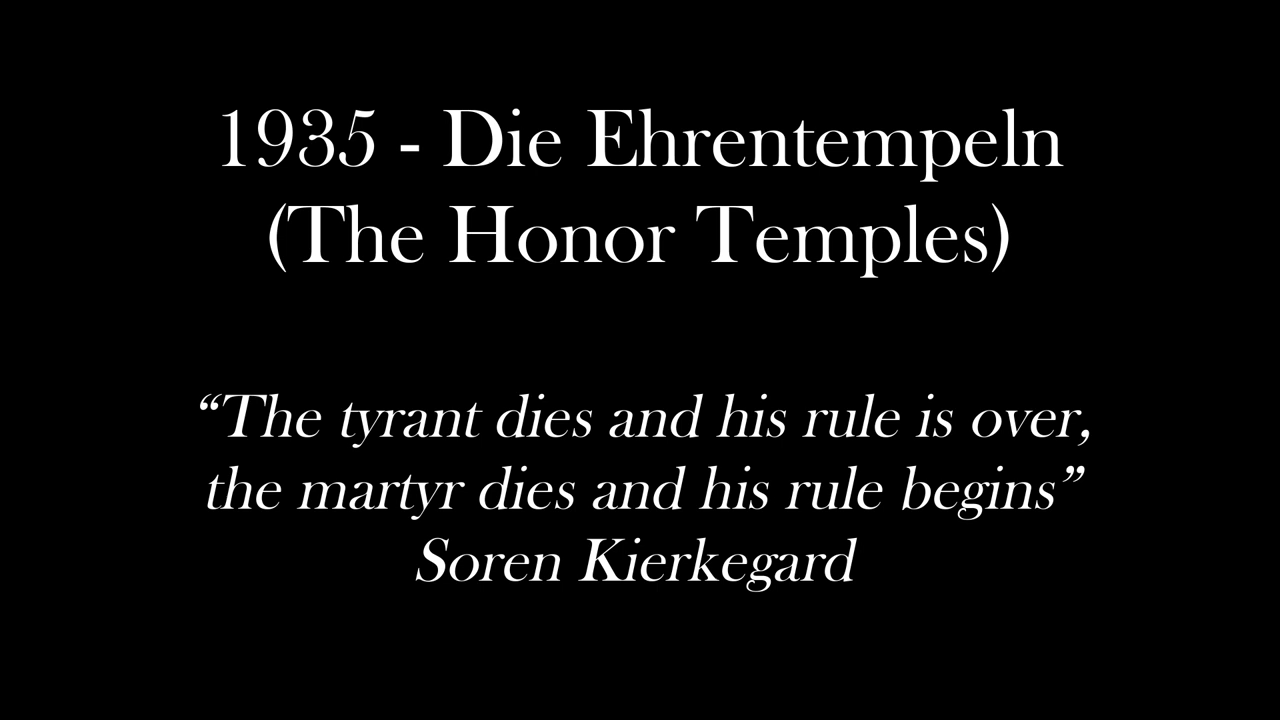 1935 - Die Ehrentempeln
(The Honor Temples)
“The tyrant dies and his rule is over,
the martyr dies and his rule begins”
Soren Kierkegard